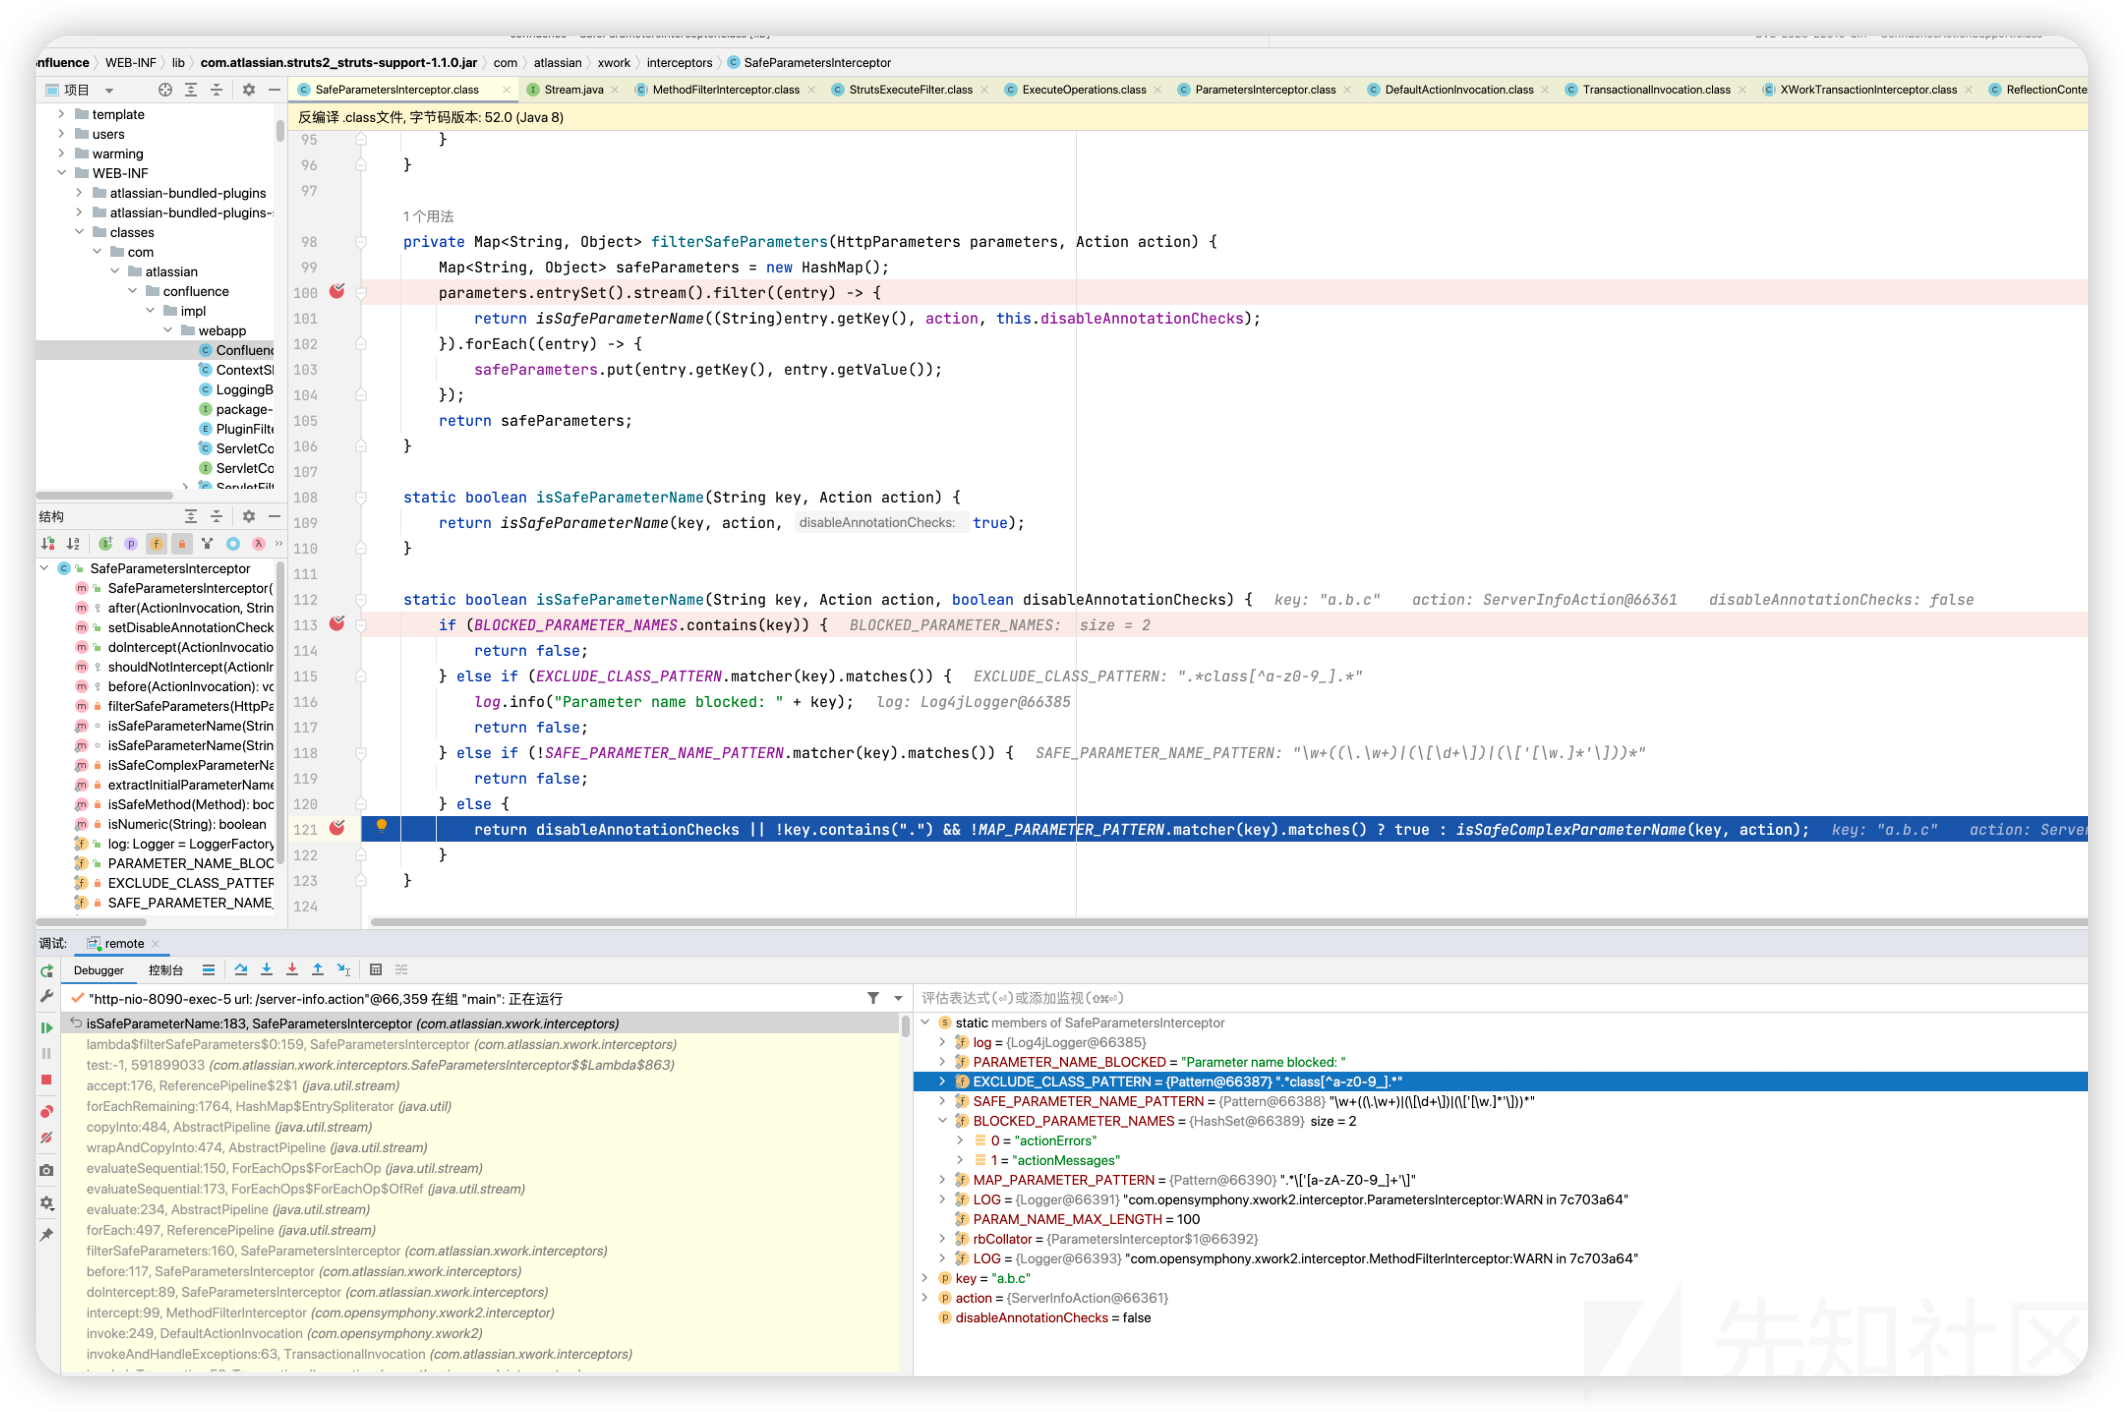 onfluence 〉 WEB-INF 〉 lib 〉 com.atlassian.struts2_struts-support-1.1.0.jar 〉 com 〉 atlassian 〉 xwork 〉 interceptors 〉 SafeParametersInterceptor
项目
SafeParametersInterceptor.class
Stream.java
MethodFilterInterceptor.class
StrutsExecuteFilter.class
ExecuteOperations.class
ParametersInterceptor.class
DefaultActionInvocation.class
TransactionalInvocation.class
XWorkTransactionInterceptor.class
ReflectionConte
template
users
warming
WEB-INF
atlassian-bundled-plugins
atlassian-bundled-plugins-
classes
com
atlassian
confluence
impl
webapp
Confluenc
ContextS
LoggingB
package-
PluginFilte
ServletCo
ServletCo
ServletFilt
反编译 .class文件, 字节码版本: 52.0 (Java 8)
95 }
96 }
97
1 个用法
98 private Map<String, Object> filterSafeParameters(HttpParameters parameters, Action action) {
99 Map<String, Object> safeParameters = new HashMap();
100 parameters.entrySet().stream().filter((entry) -> {
101 return isSafeParameterName((String)entry.getKey(), action, this.disableAnnotationChecks);
102 }).forEach((entry) -> {
103 safeParameters.put(entry.getKey(), entry.getValue());
104 });
105 return safeParameters;
106 }
107
108 static boolean isSafeParameterName(String key, Action action) {
109 return isSafeParameterName(key, action, disableAnnotationChecks: true);
110 }
111
112 static boolean isSafeParameterName(String key, Action action, boolean disableAnnotationChecks) { key: "a.b.c" action: ServerInfoAction@66361 disableAnnotationChecks: false
113 if (BLOCKED_PARAMETER_NAMES.contains(key)) { BLOCKED_PARAMETER_NAMES: size = 2
114 return false;
115 } else if (EXCLUDE_CLASS_PATTERN.matcher(key).matches()) { EXCLUDE_CLASS_PATTERN: ".*class[^a-z0-9_].*"
116 log.info("Parameter name blocked: " + key); log: Log4jLogger@66385
117 return false;
118 } else if (!SAFE_PARAMETER_NAME_PATTERN.matcher(key).matches()) { SAFE_PARAMETER_NAME_PATTERN: "\w+((\.\w+)|(\[\d+\])|(\['[\w.]*'\]))*"
119 return false;
120 } else {
121 return disableAnnotationChecks || !key.contains(".") && !MAP_PARAMETER_PATTERN.matcher(key).matches() ? true : isSafeComplexParameterName(key, action); key: "a.b.c" action: Server
122 }
123 }
124
结构
SafeParametersInterceptor
SafeParametersInterceptor(
after(ActionInvocation, Strin
setDisableAnnotationCheck
doIntercept(ActionInvocatio
shouldNotIntercept(ActionIr
before(ActionInvocation): vc
filterSafeParameters(HttpPa
isSafeParameterName(Strin
isSafeParameterName(Strin
isSafeComplexParameterNa
extractInitialParameterName
isSafeMethod(Method): boo
isNumeric(String): boolean
log: Logger = LoggerFactory
PARAMETER_NAME_BLOC
EXCLUDE_CLASS_PATTER
SAFE_PARAMETER_NAME_
调试: remote
Debugger 控制台
"http-nio-8090-exec-5 url: /server-info.action"@66,359 在组 "main": 正在运行
isSafeParameterName:183, SafeParametersInterceptor (com.atlassian.xwork.interceptors)
lambda$filterSafeParameters$0:159, SafeParametersInterceptor (com.atlassian.xwork.interceptors)
test:-1, 591899033 (com.atlassian.xwork.interceptors.SafeParametersInterceptor$$Lambda$863)
accept:176, ReferencePipeline$2$1 (java.util.stream)
forEachRemaining:1764, HashMap$EntrySpliterator (java.util)
copyInto:484, AbstractPipeline (java.util.stream)
wrapAndCopyInto:474, AbstractPipeline (java.util.stream)
evaluateSequential:150, ForEachOps$ForEachOp (java.util.stream)
evaluateSequential:173, ForEachOps$ForEachOp$OfRef (java.util.stream)
evaluate:234, AbstractPipeline (java.util.stream)
forEach:497, ReferencePipeline (java.util.stream)
filterSafeParameters:160, SafeParametersInterceptor (com.atlassian.xwork.interceptors)
before:117, SafeParametersInterceptor (com.atlassian.xwork.interceptors)
doIntercept:89, SafeParametersInterceptor (com.atlassian.xwork.interceptors)
intercept:99, MethodFilterInterceptor (com.opensymphony.xwork2.interceptor)
invoke:249, DefaultActionInvocation (com.opensymphony.xwork2)
invokeAndHandleExceptions:63, TransactionalInvocation (com.atlassian.xwork.interceptors)
评估表达式(⏎)或添加监视(⇧⌘⏎)
static members of SafeParametersInterceptor
log = {Log4jLogger@66385}
PARAMETER_NAME_BLOCKED = "Parameter name blocked: "
EXCLUDE_CLASS_PATTERN = {Pattern@66387} ".*class[^a-z0-9_].*"
SAFE_PARAMETER_NAME_PATTERN = {Pattern@66388} "\w+((\.\w+)|(\[\d+\])|(\['[\w.]*'\]))*"
BLOCKED_PARAMETER_NAMES = {HashSet@66389} size = 2
0 = "actionErrors"
1 = "actionMessages"
MAP_PARAMETER_PATTERN = {Pattern@66390} ".*\['[a-zA-Z0-9_]+'\]"
LOG = {Logger@66391} "com.opensymphony.xwork2.interceptor.ParametersInterceptor:WARN in 7c703a64"
PARAM_NAME_MAX_LENGTH = 100
rbCollator = {ParametersInterceptor$1@66392}
LOG = {Logger@66393} "com.opensymphony.xwork2.interceptor.MethodFilterInterceptor:WARN in 7c703a64"
key = "a.b.c"
action = {ServerInfoAction@66361}
disableAnnotationChecks = false
先知社区